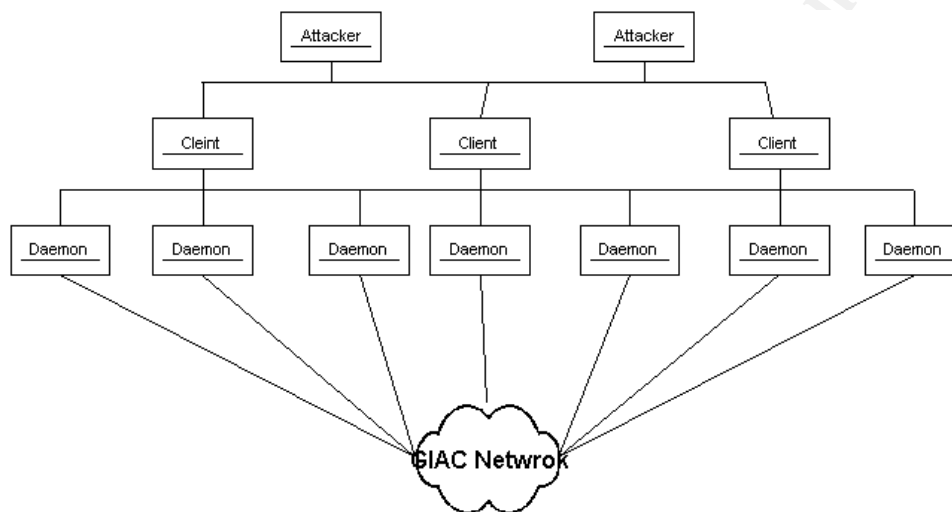 Attacker
Attacker
Cleint
Client
Client
Daemon
Daemon
Daemon
Daemon
Daemon
Daemon
Daemon
GIAC Netwrok